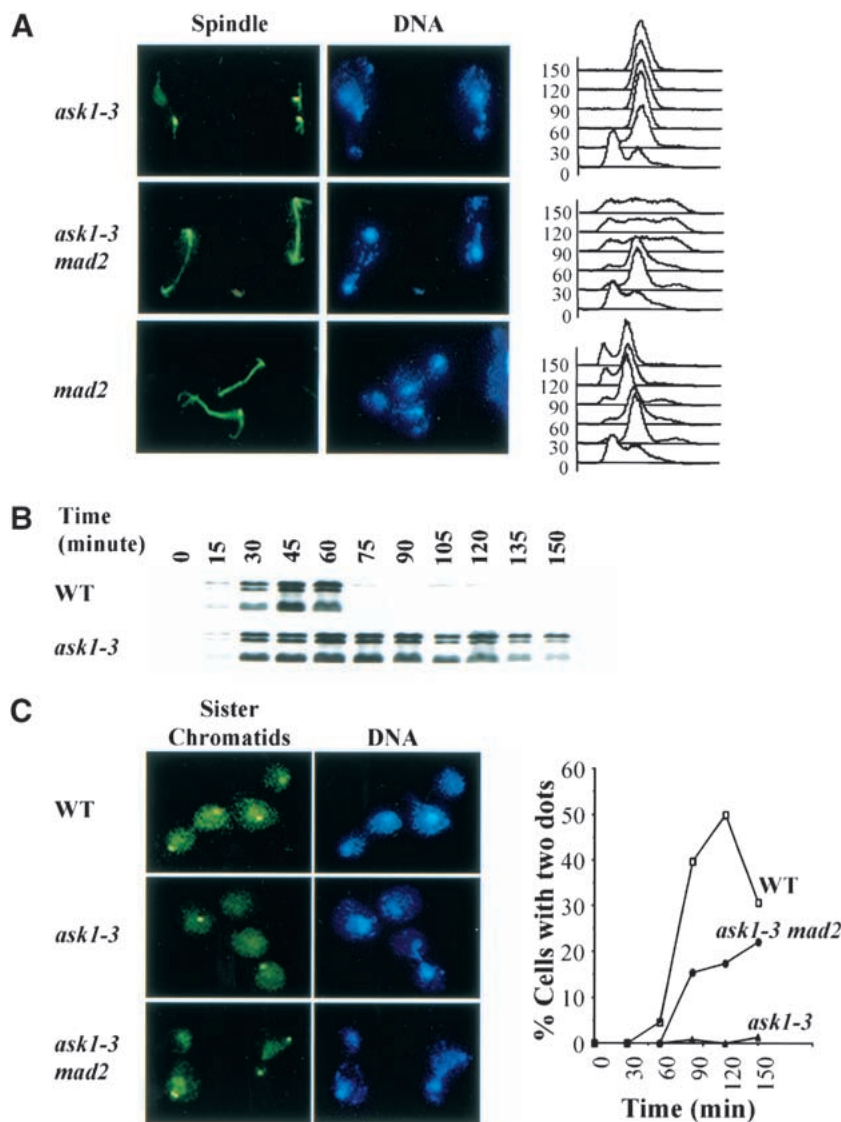 A
Spindle
DNA
ask1-3
150
120
90
60
30
0
ask1-3
mad2
150
120
90
60
30
0
mad2
150
120
90
60
30
0
B
Time
(minute)
0 15 30 45 60 75 90 105 120 135 150
WT
ask1-3
C
Sister
Chromatids
DNA
WT
ask1-3
ask1-3
mad2
% Cells with two dots
60
50
40
30
20
10
0
WT
ask1-3 mad2
ask1-3
0 30 60 90 120 150
Time (min)